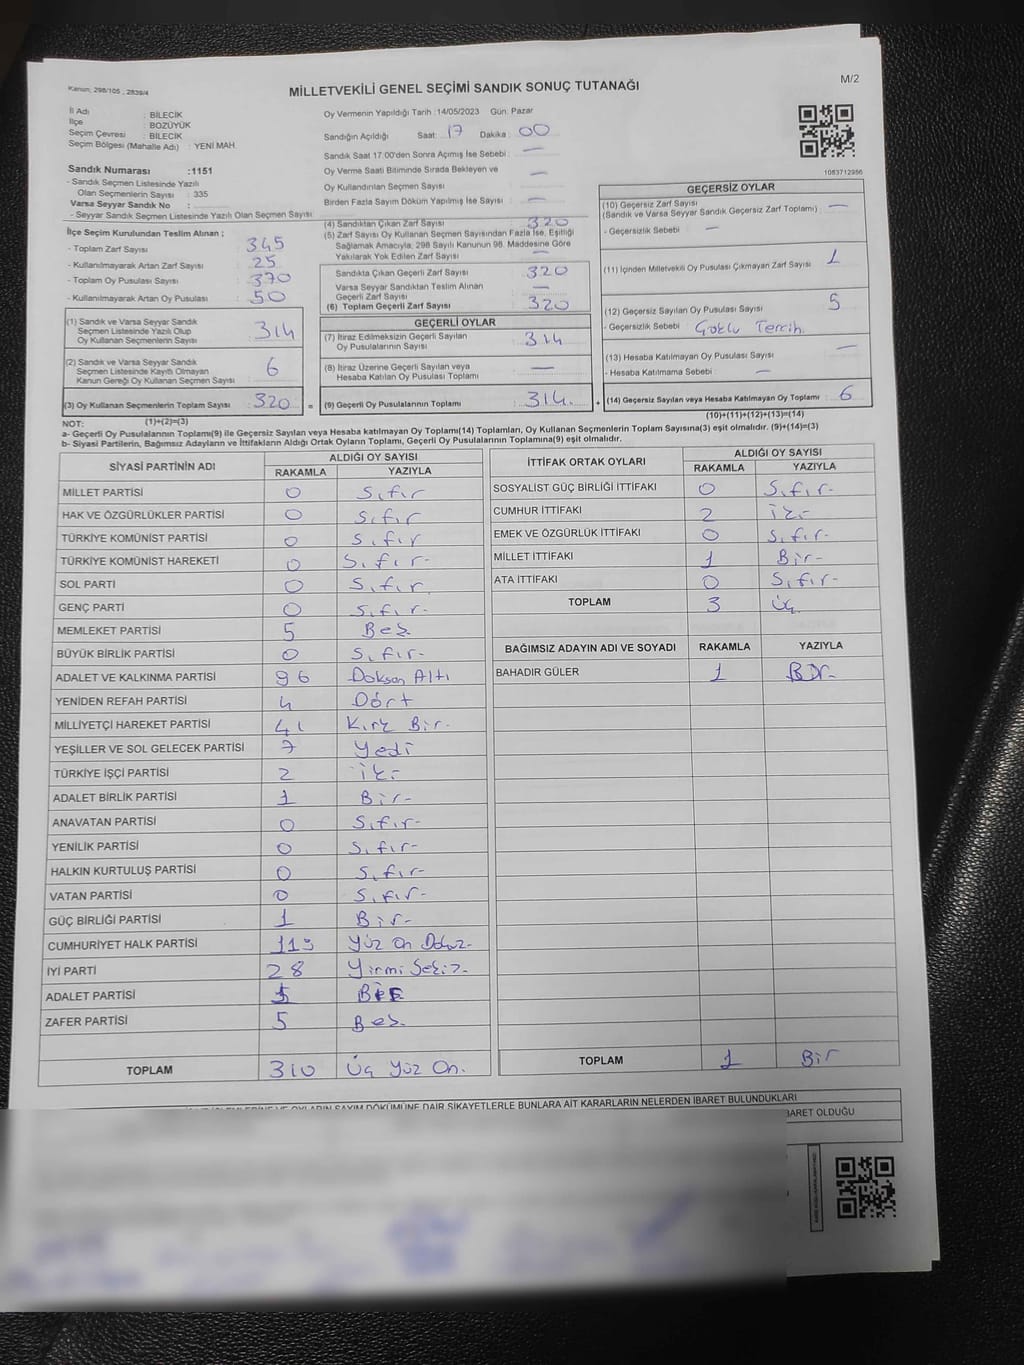 Kanun: 298/105 , 2839/4
MİLLETVEKİLİ GENEL SEÇİMİ SANDIK SONUÇ TUTANAĞI
M/2
İl Adı : BİLECİK
İlçe : BOZÜYÜK
Seçim Çevresi : BİLECİK
Seçim Bölgesi (Mahalle Adı) : YENİ MAH.
Sandık Numarası :1151
- Sandık Seçmen Listesinde Yazılı
Olan Seçmenlerin Sayısı : 335
Varsa Seyyar Sandık No :
- Seyyar Sandık Seçmen Listesinde Yazılı Olan Seçmen Sayısı
Oy Vermenin Yapıldığı Tarih :14/05/2023 Gün: Pazar
Sandığın Açıldığı Saat: 17 Dakika : 00
Sandık Saat 17:00'den Sonra Açımış İse Sebebi : —
Oy Verme Saati Bitiminde Sırada Bekleyen ve
Oy Kullandırılan Seçmen Sayısı : —
Birden Fazla Sayım Döküm Yapılmış İse Sayısı : —
1083712986
İlçe Seçim Kurulundan Teslim Alınan :
- Toplam Zarf Sayısı : 345
- Kullanılmayarak Artan Zarf Sayısı : 25
- Toplam Oy Pusulası Sayısı : 370
- Kullanılmayarak Artan Oy Pusulası : 50
(1) Sandık ve Varsa Seyyar Sandık
Seçmen Listesinde Yazılı Olup
Oy Kullanan Seçmenlerin Sayısı : 314
(2) Sandık ve Varsa Seyyar Sandık
Seçmen Listesinde Kayıtlı Olmayan
Kanun Gereği Oy Kullanan Seçmen Sayısı : 6
(3) Oy Kullanan Seçmenlerin Toplam Sayısı : 320
(4) Sandıktan Çıkan Zarf Sayısı : 320
(5) Zarf Sayısı Oy Kullanan Seçmen Sayısından Fazla İse, Eşitliği
Sağlamak Amacıyla, 298 Sayılı Kanunun 98. Maddesine Göre
Yakılarak Yok Edilen Zarf Sayısı : —
Sandıkta Çıkan Geçerli Zarf Sayısı : 320
Varsa Seyyar Sandıktan Teslim Alınan
Geçerli Zarf Sayısı : —
(6) Toplam Geçerli Zarf Sayısı : 320
GEÇERLİ OYLAR
(7) İtiraz Edilmeksizin Geçerli Sayılan
Oy Pusulalarının Sayısı : 314
(8) İtiraz Üzerine Geçerli Sayılan veya
Hesaba Katılan Oy Pusulası Toplamı : —
= (9) Geçerli Oy Pusulalarının Toplamı : 314.
GEÇERSİZ OYLAR
(10) Geçersiz Zarf Sayısı : —
(Sandık ve Varsa Seyyar Sandık Geçersiz Zarf Toplamı)
- Geçersizlik Sebebi : —
(11) İçinden Milletvekili Oy Pusulası Çıkmayan Zarf Sayısı : 1
(12) Geçersiz Sayılan Oy Pusulası Sayısı : 5
- Geçersizlik Sebebi :
(13) Hesaba Katılmayan Oy Pusulası Sayısı : —
- Hesaba Katılmama Sebebi : —
+ (14) Geçersiz Sayılan veya Hesaba Katılmayan Oy Toplamı : 6
NOT: (1)+(2)=(3)
(10)+(11)+(12)+(13)=(14)
a- Geçerli Oy Pusulalarının Toplamı(9) ile Geçersiz Sayılan veya Hesaba katılmayan Oy Toplamı(14) Toplamları, Oy Kullanan Seçmenlerin Toplam Sayısına(3) eşit olmalıdır. (9)+(14)=(3)
b- Siyasi Partilerin, Bağımsız Adayların ve İttifakların Aldığı Ortak Oyların Toplamı, Geçerli Oy Pusulalarının Toplamına(9) eşit olmalıdır.
SİYASİ PARTİNİN ADI ALDIĞI OY SAYISI
RAKAMLA YAZIYLA
MİLLET PARTİSİ 0 Sıfır
HAK VE ÖZGÜRLÜKLER PARTİSİ 0 Sıfır
TÜRKİYE KOMÜNİST PARTİSİ 0 Sıfır
TÜRKİYE KOMÜNİST HAREKETİ 0 Sıfır-
SOL PARTİ 0 Sıfır
GENÇ PARTİ 0 Sıfır-
MEMLEKET PARTİSİ 5 Beş
BÜYÜK BİRLİK PARTİSİ 0 Sıfır-
ADALET VE KALKINMA PARTİSİ 96 Doksan Altı
YENİDEN REFAH PARTİSİ 4 Dört
MİLLİYETÇİ HAREKET PARTİSİ 41 Kırk Bir-
YEŞİLLER VE SOL GELECEK PARTİSİ 7 Yedi
TÜRKİYE İŞÇİ PARTİSİ 2 iki-
ADALET BİRLİK PARTİSİ 1 Bir-
ANAVATAN PARTİSİ 0 Sıfır-
YENİLİK PARTİSİ 0 Sıfır-
HALKIN KURTULUŞ PARTİSİ 0 Sıfır-
VATAN PARTİSİ 0 Sıfır-
GÜÇ BİRLİĞİ PARTİSİ 1 Bir-
CUMHURİYET HALK PARTİSİ 119 Yüz On Dokuz-
İYİ PARTİ 28 Yirmi Sekiz-
ADALET PARTİSİ
ZAFER PARTİSİ 5 Beş
TOPLAM 310 Üç Yüz On.
İTTİFAK ORTAK OYLARI ALDIĞI OY SAYISI
RAKAMLA YAZIYLA
SOSYALİST GÜÇ BİRLİĞİ İTTİFAKI 0 Sıfır-
CUMHUR İTTİFAKI 2 iki-
EMEK VE ÖZGÜRLÜK İTTİFAKI 0 Sıfır-
MİLLET İTTİFAKI 1 Bir-
ATA İTTİFAKI 0 Sıfır-
TOPLAM 3 Üç
BAĞIMSIZ ADAYIN ADI VE SOYADI RAKAMLA YAZIYLA
BAHADIR GÜLER 1 Bir-
TOPLAM 1 Bir
OYLARIN SAYIM DÖKÜMÜNE DAİR ŞİKAYETLERLE BUNLARA AİT KARARLARIN NELERDEN İBARET BULUNDUKLARI
İBARET OLDUĞU